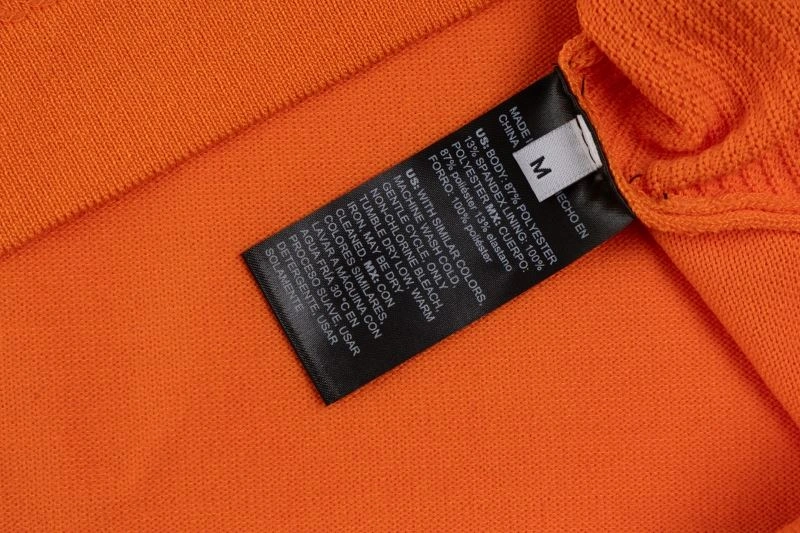 MADE
CHINA
M
ECHO EN
US: BODY: 87% POLYESTER
13% SPANDEX LINING: 100%
POLYESTER MX: CUERPO:
87% poliéster 13% elastano
FORRO: 100% poliéster
US: WITH SIMILAR COLORS,
MACHINE WASH COLD,
GENTLE CYCLE, ONLY
NON-CHLORINE BLEACH,
TUMBLE DRY LOW, WARM
IRON, MAY BE DRY
CLEANED, MX: CON
COLORES SIMILARES,
LAVAR A MÁQUINA CON
AGUA FRÍA 30 °C EN
PROCESO SUAVE, USAR
DETERGENTE, USAR
SOLAMENTE